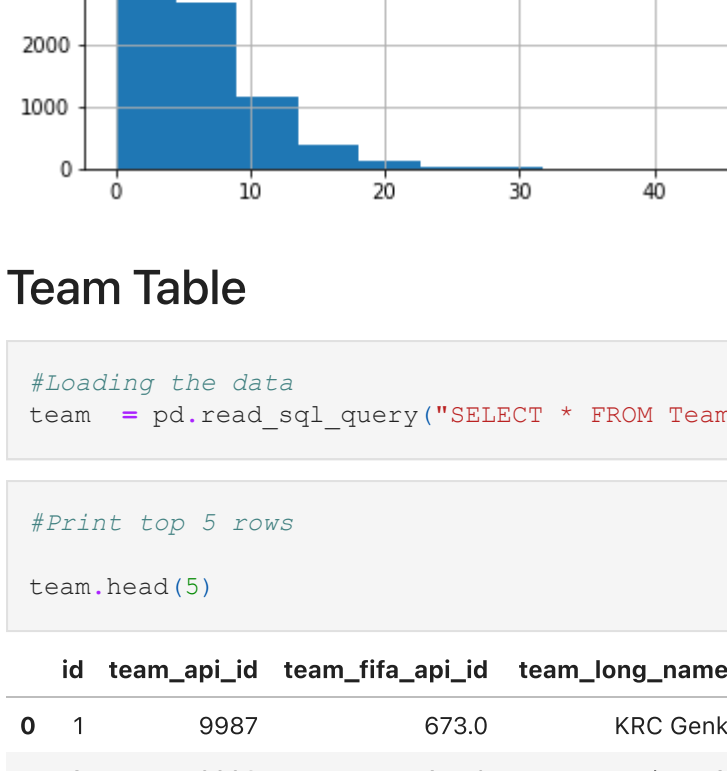 2000
1000
0
0 10 20 30 40
Team Table
#Loading the data
team  = pd.read_sql_query("SELECT * FROM Team
#Print top 5 rows
team.head(5)
id team_api_id team_fifa_api_id team_long_name
0 1 9987 673.0 KRC Genk